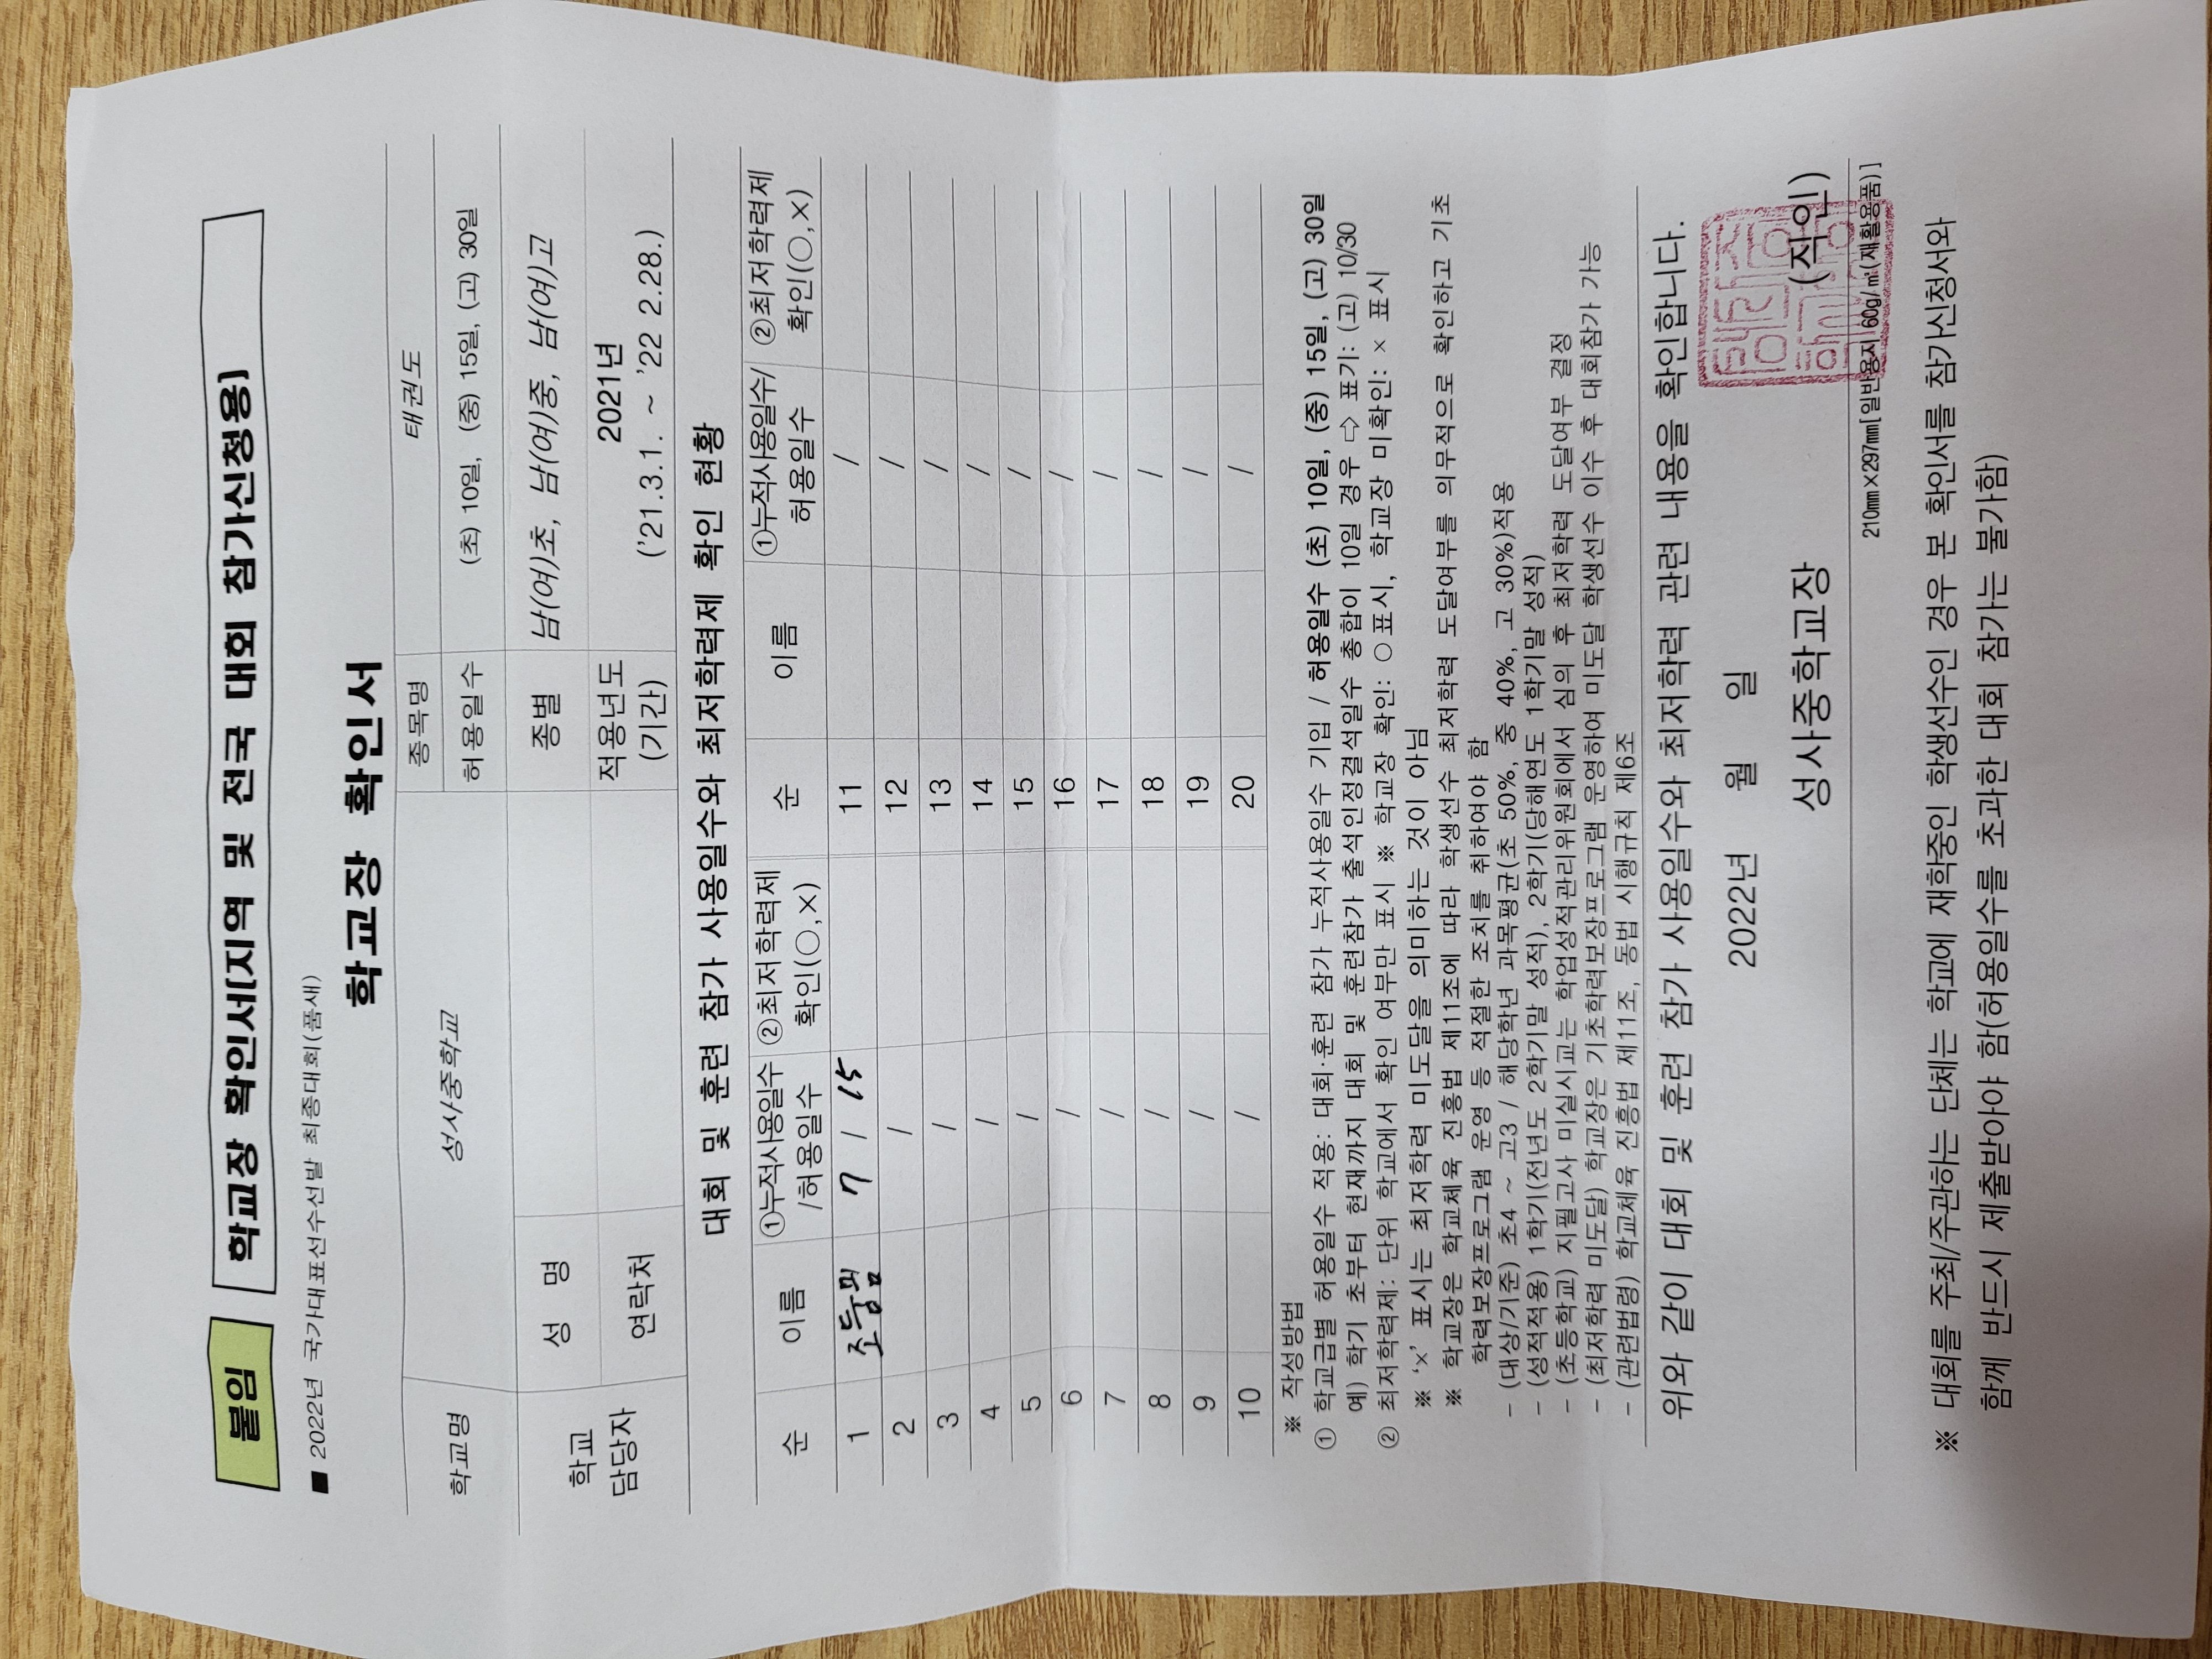 붙임
학교장 확인서[지역 및 전국 대회 참가신청용]
■ 2022년 국가대표선수선발 최종대회(품새)
학교장 확인서
학교명 성사중학교 종목명 태권도
허용일수 (초) 10일, (중) 15일, (고) 30일
학교 담당자 성 명 종별 남(여)초, 남(여)중, 남(여)고
연락처 적용년도 (기간) 2021년
('21.3.1. ~ '22 2.28.)
대회 및 훈련 참가 사용일수와 최저학력제 확인 현황
순 이름 ①누적사용일수 /허용일수 ②최저학력제 확인(○,×) 순 이름 ①누적사용일수/ 허용일수 ②최저학력제 확인(○,×)
1 7 / 15 11 /
2 / 12 /
3 / 13 /
4 / 14 /
5 / 15 /
6 / 16 /
7 / 17 /
8 / 18 /
9 / 19 /
10 / 20 /
※ 작성방법
① 학교급별 허용일수 적용: 대회·훈련 참가 누적사용일수 기입 / 허용일수 (초) 10일, (중) 15일, (고) 30일
예) 학기 초부터 현재까지 대회 및 훈련참가 출석인정결석일수 총합이 10일 경우 ⇨ 표기: (고) 10/30
② 최저학력제: 단위 학교에서 확인 여부만 표시 ※ 학교장 확인: ○ 표시, 학교장 미확인: × 표시
※ '×' 표시는 최저학력 미도달을 의미하는 것이 아님
※ 학교장은 학교체육 진흥법 제11조에 따라 학생선수 최저학력 도달여부를 의무적으로 확인하고 기초
학력보장프로그램 운영 등 적절한 조치를 취하여야 함
- (대상/기준) 초4 ~ 고3 / 해당학년 과목평균(초 50%, 중 40%, 고 30%)적용
- (성적적용) 1학기(전년도 2학기말 성적), 2학기(당해연도 1학기말 성적)
- (초등학교) 지필고사 미실시교는 학업성적관리위원회에서 심의 후 최저학력 도달여부 결정
- (최저학력 미도달) 학교장은 기초학력보장프로그램 운영하여 미도달 학생선수 이수 후 대회참가 가능
- (관련법령) 학교체육 진흥법 제11조, 동법 시행규칙 제6조
위와 같이 대회 및 훈련 참가 사용일수와 최저학력 관련 내용을 확인합니다.
2022년 월 일
성사중학교장 (직인)
210㎜×297㎜[일반용지 60g/㎡(재활용품)]
※ 대회를 주최/주관하는 단체는 학교에 재학중인 학생선수인 경우 본 확인서를 참가신청서와
함께 반드시 제출받아야 함(허용일수를 초과한 대회 참가는 불가함)